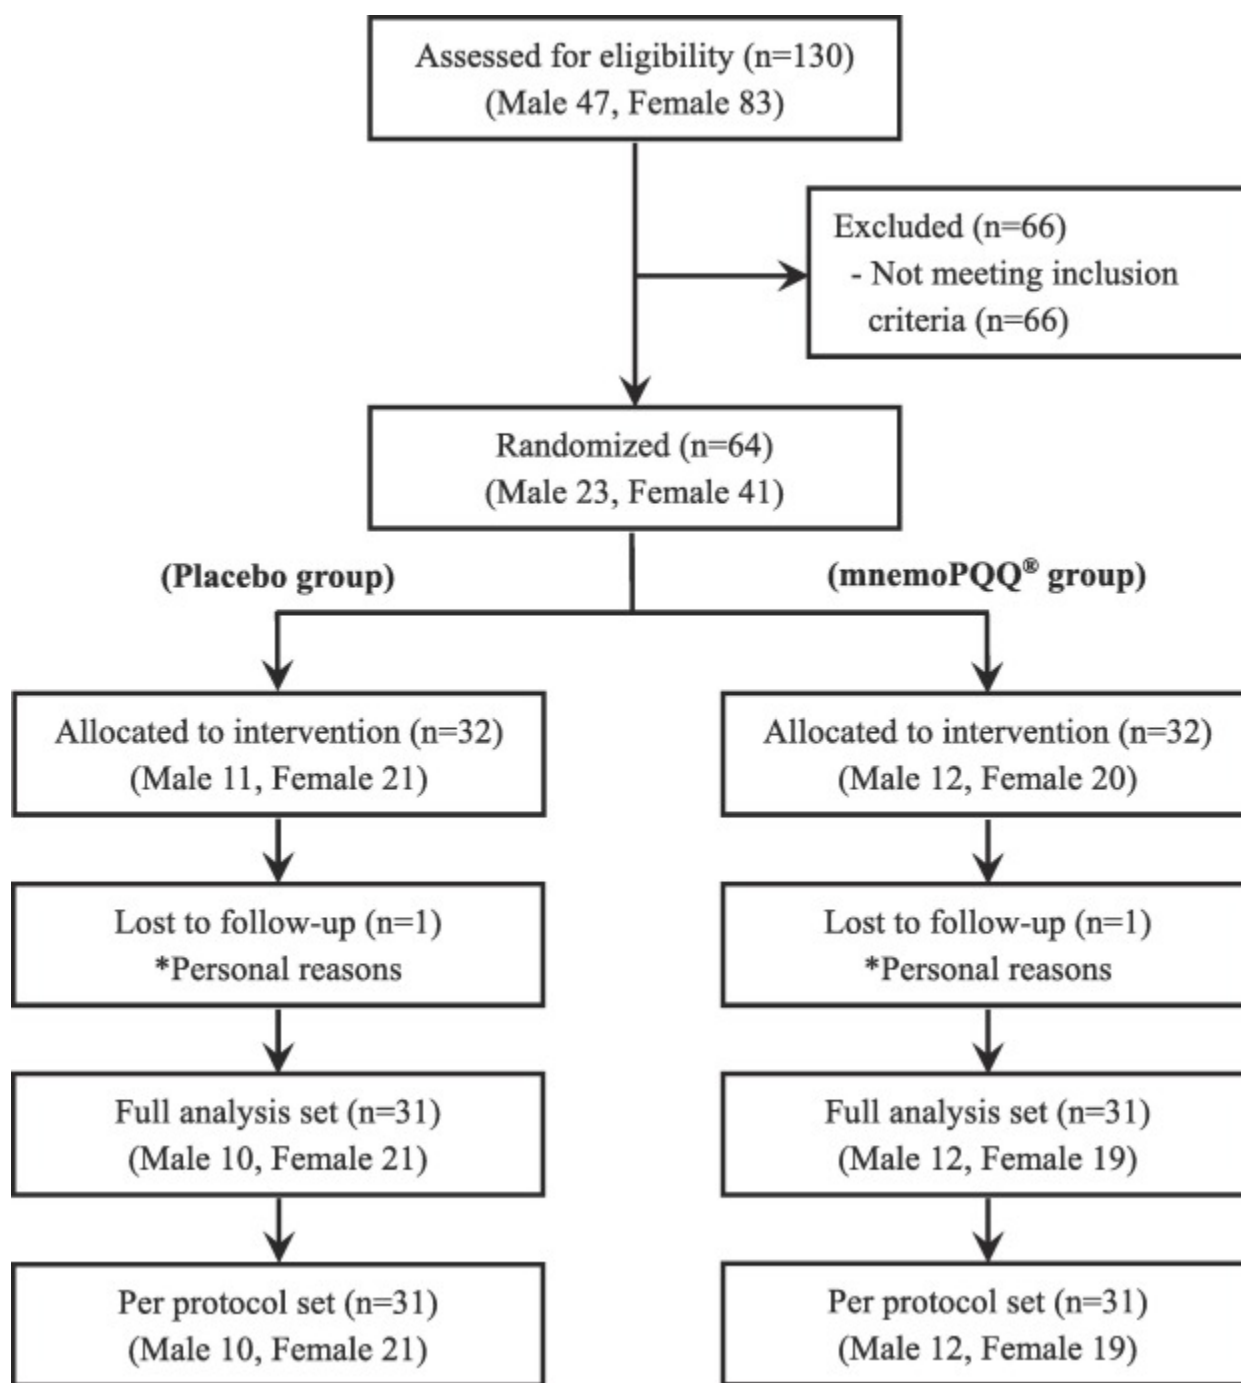 Assessed for eligibility (n=130)
(Male 47, Female 83)
Excluded (n=66)
- Not meeting inclusion
criteria (n=66)
Randomized (n=64)
(Male 23, Female 41)
(Placebo group)
(mnemoPQQ® group)
Allocated to intervention (n=32)
(Male 11, Female 21)
Allocated to intervention (n=32)
(Male 12, Female 20)
Lost to follow-up (n=1)
*Personal reasons
Lost to follow-up (n=1)
*Personal reasons
Full analysis set (n=31)
(Male 10, Female 21)
Full analysis set (n=31)
(Male 12, Female 19)
Per protocol set (n=31)
(Male 10, Female 21)
Per protocol set (n=31)
(Male 12, Female 19)